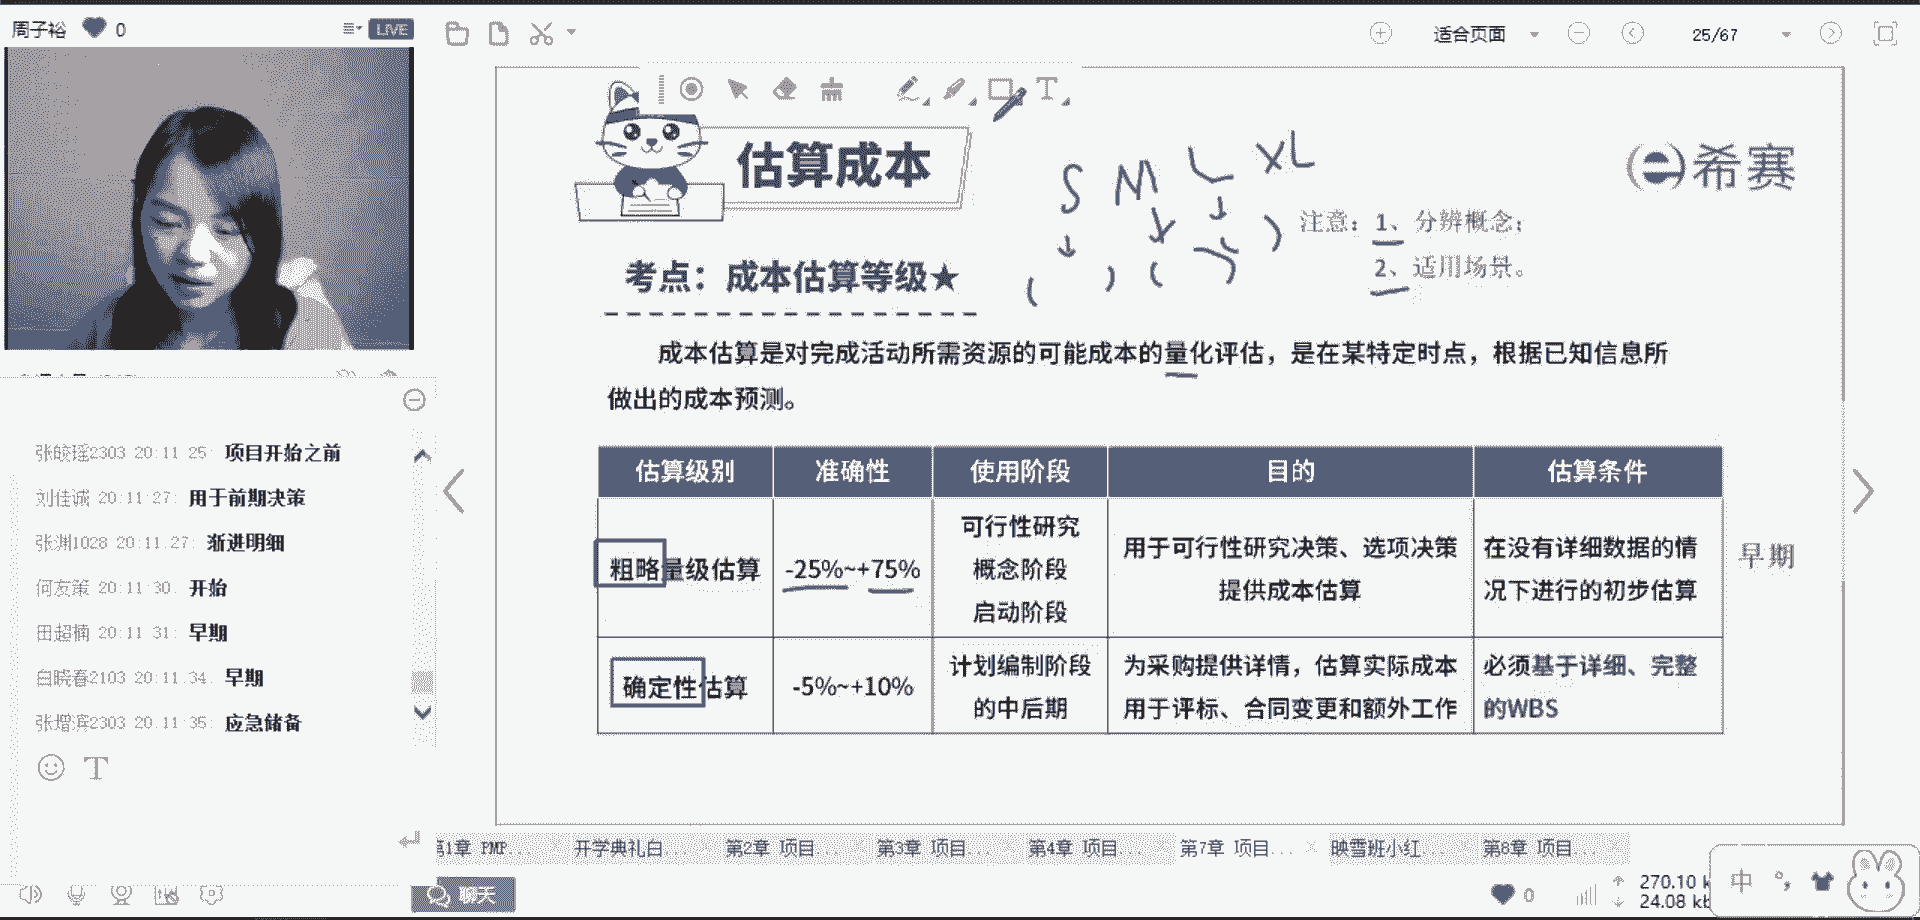 周子裕 0 LIVE
适合页面 25/67
估算成本
S M L XL
希赛
注意：1、分辨概念；
2、适用场景。
考点：成本估算等级★
成本估算是对完成活动所需资源的可能成本的量化评估，是在某特定时点，根据已知信息所
做出的成本预测。
估算级别 准确性 使用阶段 目的 估算条件
粗略量级估算 -25%~+75% 可行性研究 概念阶段 启动阶段 用于可行性研究决策、选项决策 提供成本估算 在没有详细数据的情 况下进行的初步估算
早期
确定性估算 -5%~+10% 计划编制阶段 的中后期 为采购提供详情，估算实际成本 用于评标、合同变更和额外工作 必须基于详细、完整 的WBS
张皎瑶2303 20:11:25: 项目开始之前
刘佳诚 20:11:27: 用于前期决策
张渊1028 20:11:27: 渐进明细
何友策 20:11:30: 开始
田超楠 20:11:31: 早期
白晓春2103 20:11:34: 早期
张增滨2303 20:11:35: 应急储备
T
第1章 PMP... 开学典礼白... 第2章 项目... 第3章 项目... 第4章 项目... 第7章 项目... 映雪班小红... 第8章 项目...
聊天
0
270.10 k
24.08 kb
中